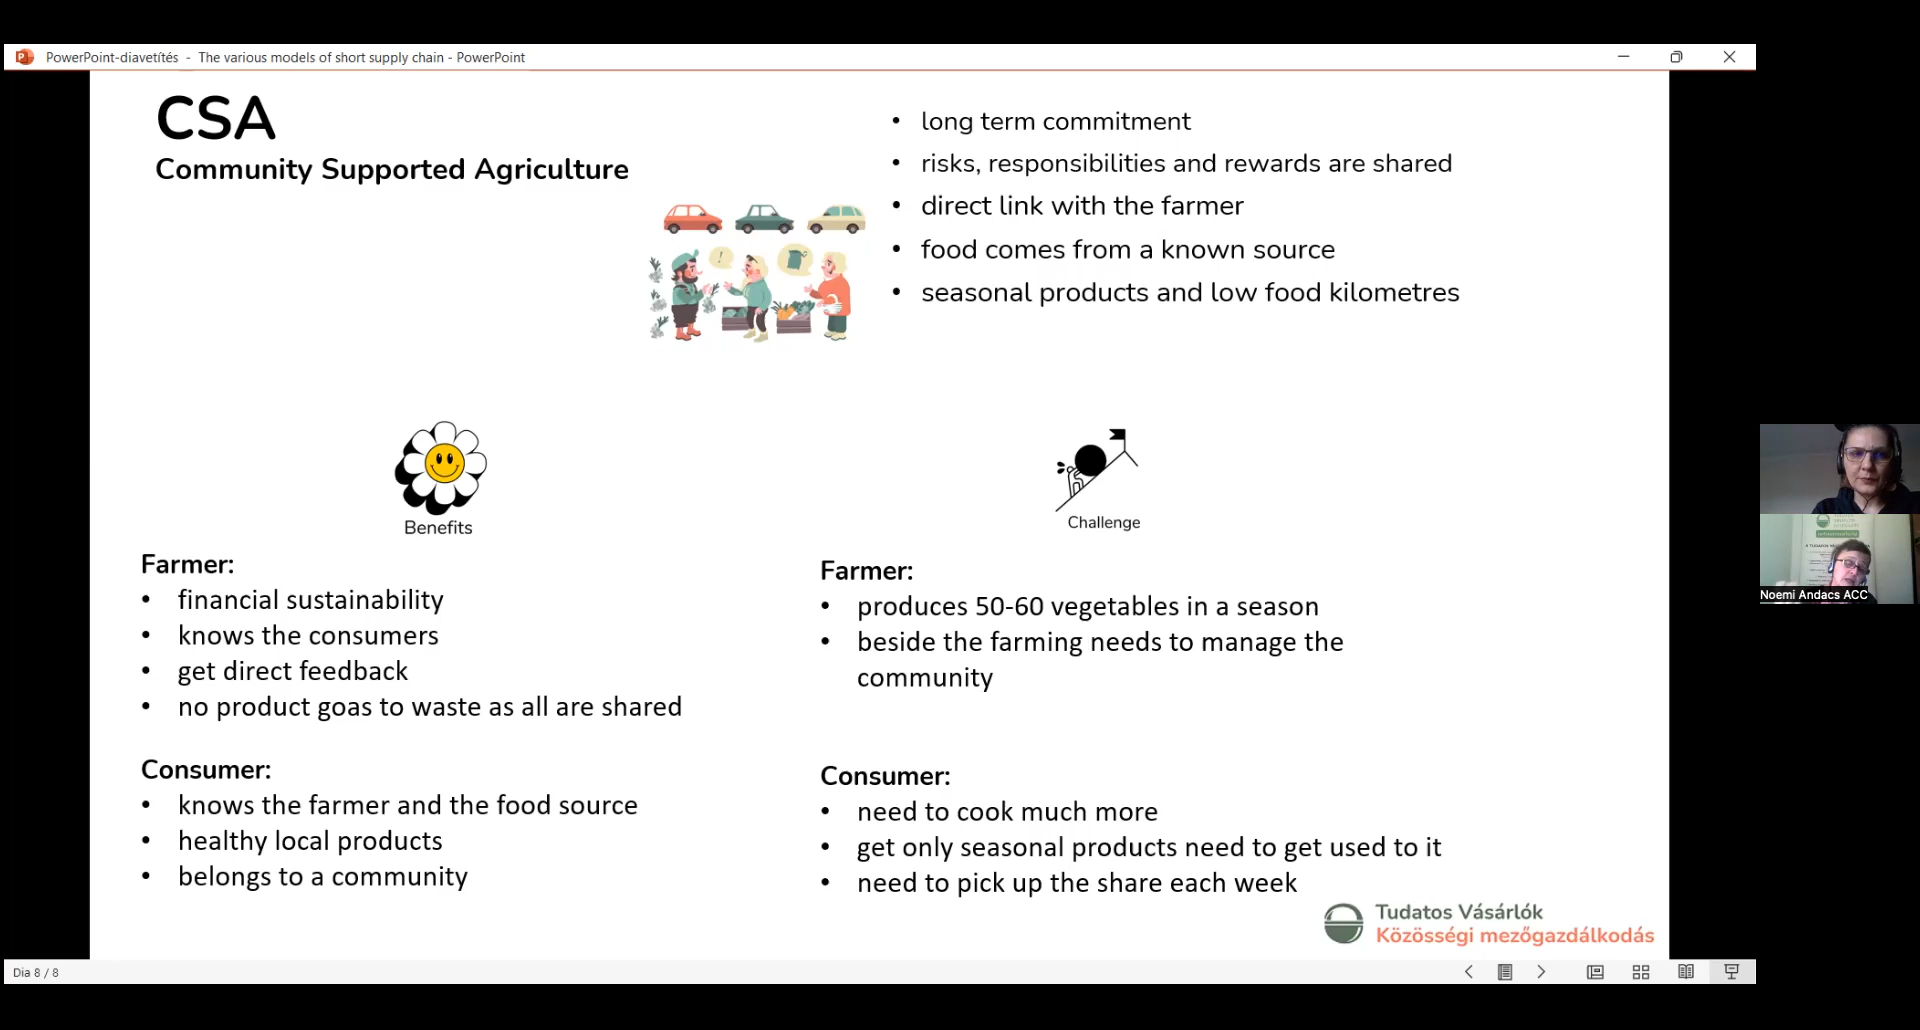 PowerPoint-diavetítés - The various models of short supply chain - PowerPoint
CSA
Community Supported Agriculture
• long term commitment
• risks, responsibilities and rewards are shared
• direct link with the farmer
• food comes from a known source
• seasonal products and low food kilometres
!
Benefits
Farmer:
• financial sustainability
• knows the consumers
• get direct feedback
• no product goas to waste as all are shared
Consumer:
• knows the farmer and the food source
• healthy local products
• belongs to a community
Challenge
Farmer:
• produces 50-60 vegetables in a season
• beside the farming needs to manage the
community
Consumer:
• need to cook much more
• get only seasonal products need to get used to it
• need to pick up the share each week
Tudatos Vásárlók
Közösségi mezőgazdálkodás
Noemi Andacs ACC
Dia 8 / 8